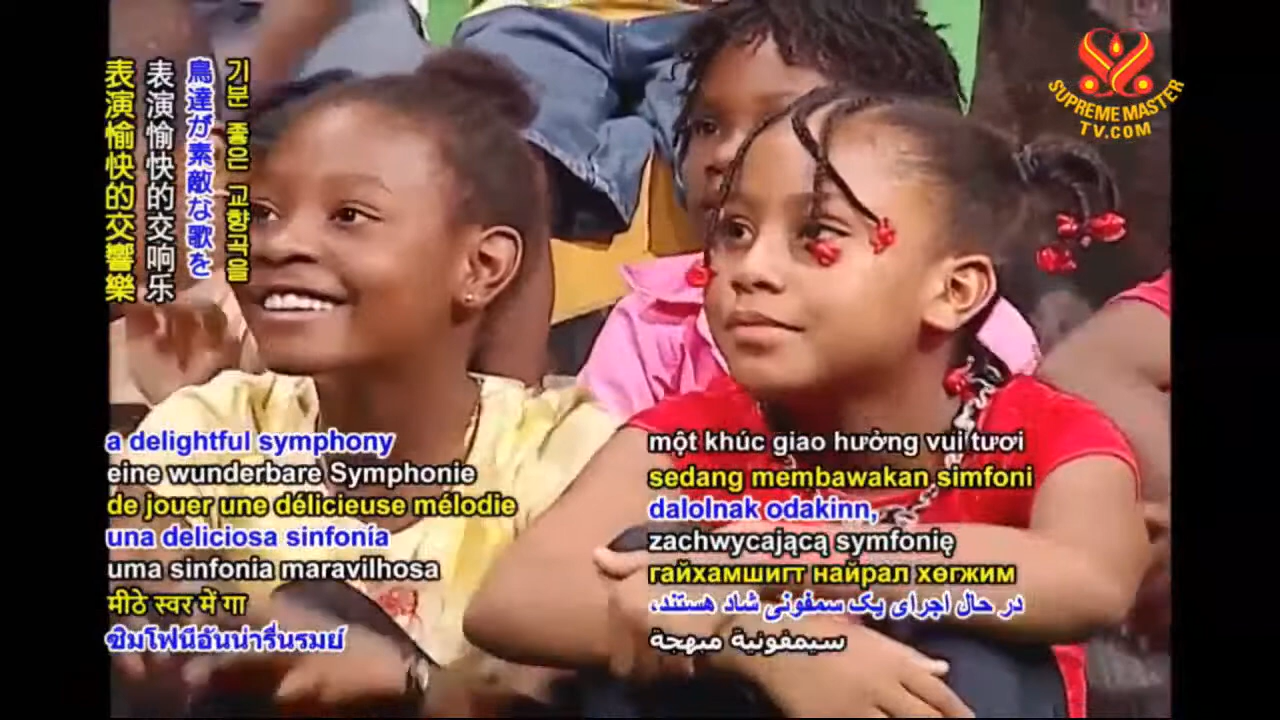 表演愉快的交響樂
表演愉快的交响乐
鳥達が素敵な歌を
기분 좋은 교향곡을
SUPREME MASTER
TV.COM
a delightful symphony
eine wunderbare Symphonie
de jouer une délicieuse mélodie
una deliciosa sinfonía
uma sinfonia maravilhosa
मीठे स्वर में गा
ซิมโฟนีอันน่ารื่นรมย์
một khúc giao hưởng vui tươi
sedang membawakan simfoni
dalolnak odakinn,
zachwycającą symfonię
гайхамшигт найрал хөгжим
در حال اجرای یک سمفونی شاد هستند،
سيمفونية مبهجة